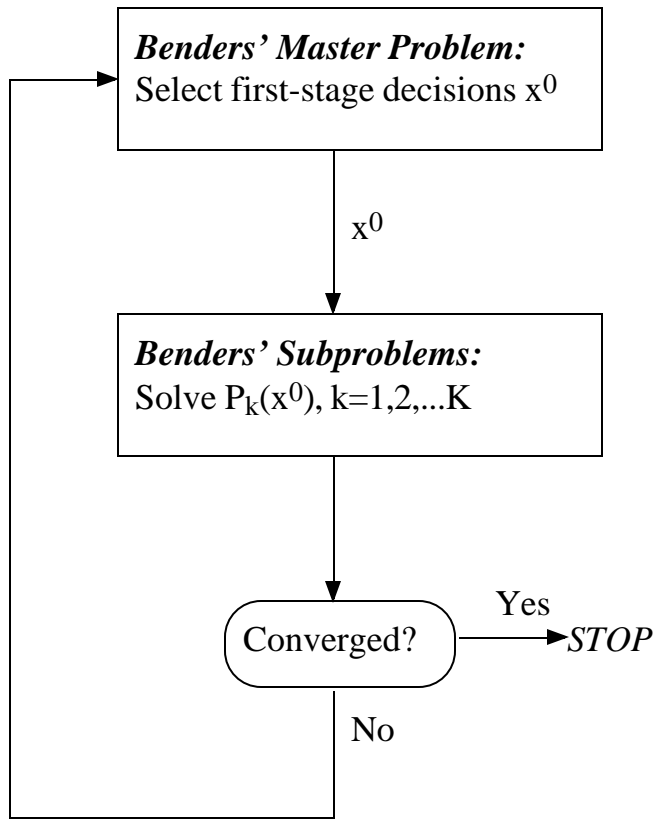 Benders’ Master Problem:
Select first-stage decisions x⁰
x⁰
Benders’ Subproblems:
Solve Pₖ(x⁰), k=1,2,...K
Converged?
Yes
STOP
No